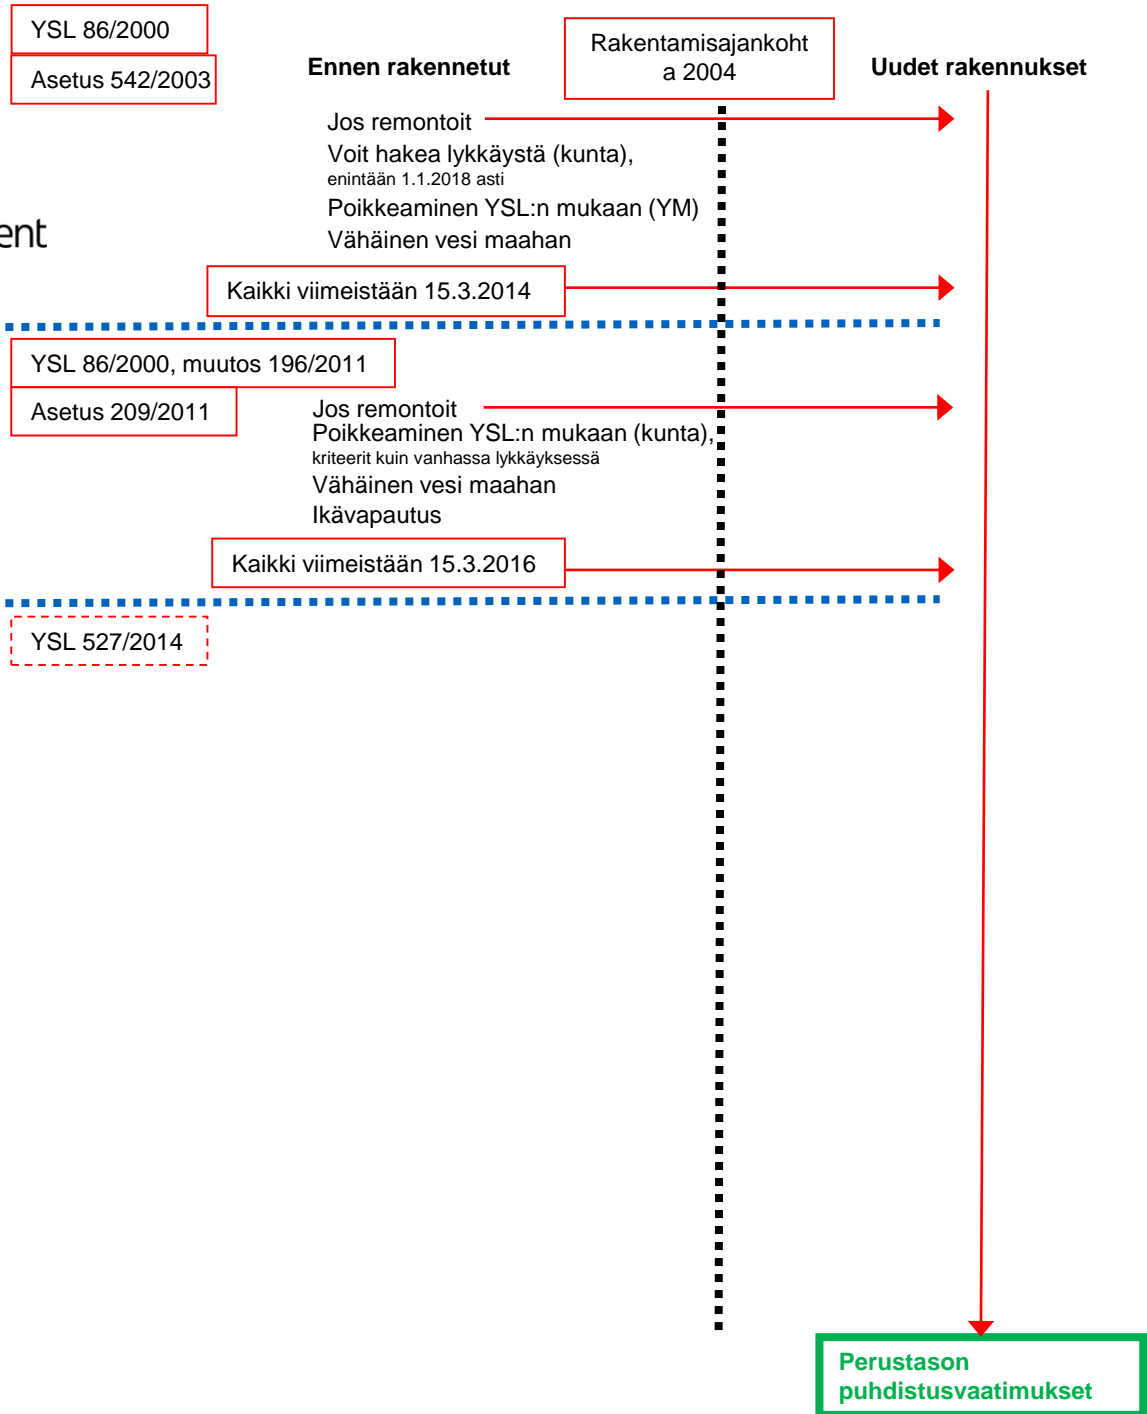 YSL 86/2000
Asetus 542/2003
Ennen rakennetut
Rakentamisajankoht
a 2004
Uudet rakennukset
Jos remontoit
Voit hakea lykkäystä (kunta),
enintään 1.1.2018 asti
Poikkeaminen YSL:n mukaan (YM)
Vähäinen vesi maahan
ent
Kaikki viimeistään 15.3.2014
YSL 86/2000, muutos 196/2011
Asetus 209/2011
Jos remontoit
Poikkeaminen YSL:n mukaan (kunta),
kriteerit kuin vanhassa lykkäyksessä
Vähäinen vesi maahan
Ikävapautus
Kaikki viimeistään 15.3.2016
YSL 527/2014
Perustason
puhdistusvaatimukset